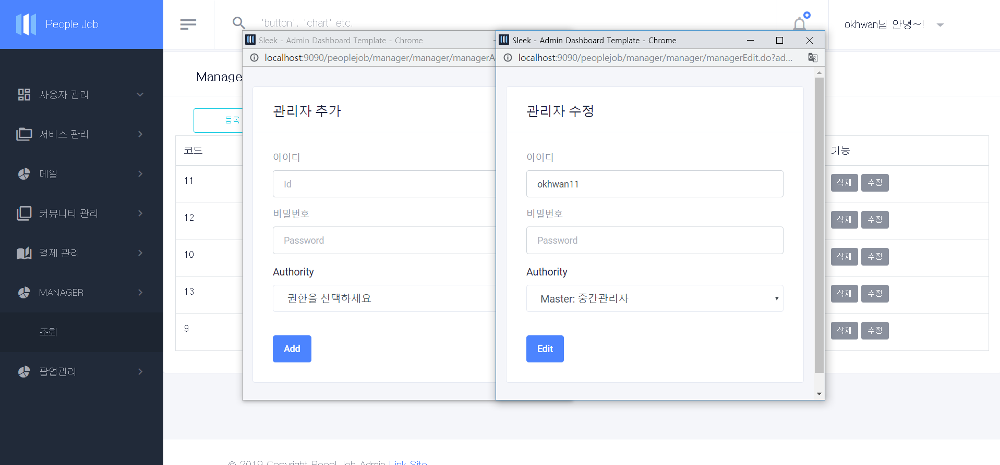 People Job
'button', 'chart' etc.
okhwan님 안녕~!
사용자 관리
서비스 관리
메일
커뮤니티 관리
결제 관리
MANAGER
조회
팝업관리
Manage
등록
코드
기능
11
삭제 수정
12
삭제 수정
10
삭제 수정
13
삭제 수정
9
삭제 수정
Sleek - Admin Dashboard Template - Chrome
localhost:9090/peoplejob/manager/manager/managerA
관리자 추가
아이디
Id
비밀번호
Password
Authority
권한을 선택하세요
Add
Sleek - Admin Dashboard Template - Chrome
localhost:9090/peoplejob/manager/manager/managerEdit.do?ad...
관리자 수정
아이디
okhwan11
비밀번호
Password
Authority
Master: 중간관리자
Edit
© 2019 Copyright Peopl Job Admin Link Site